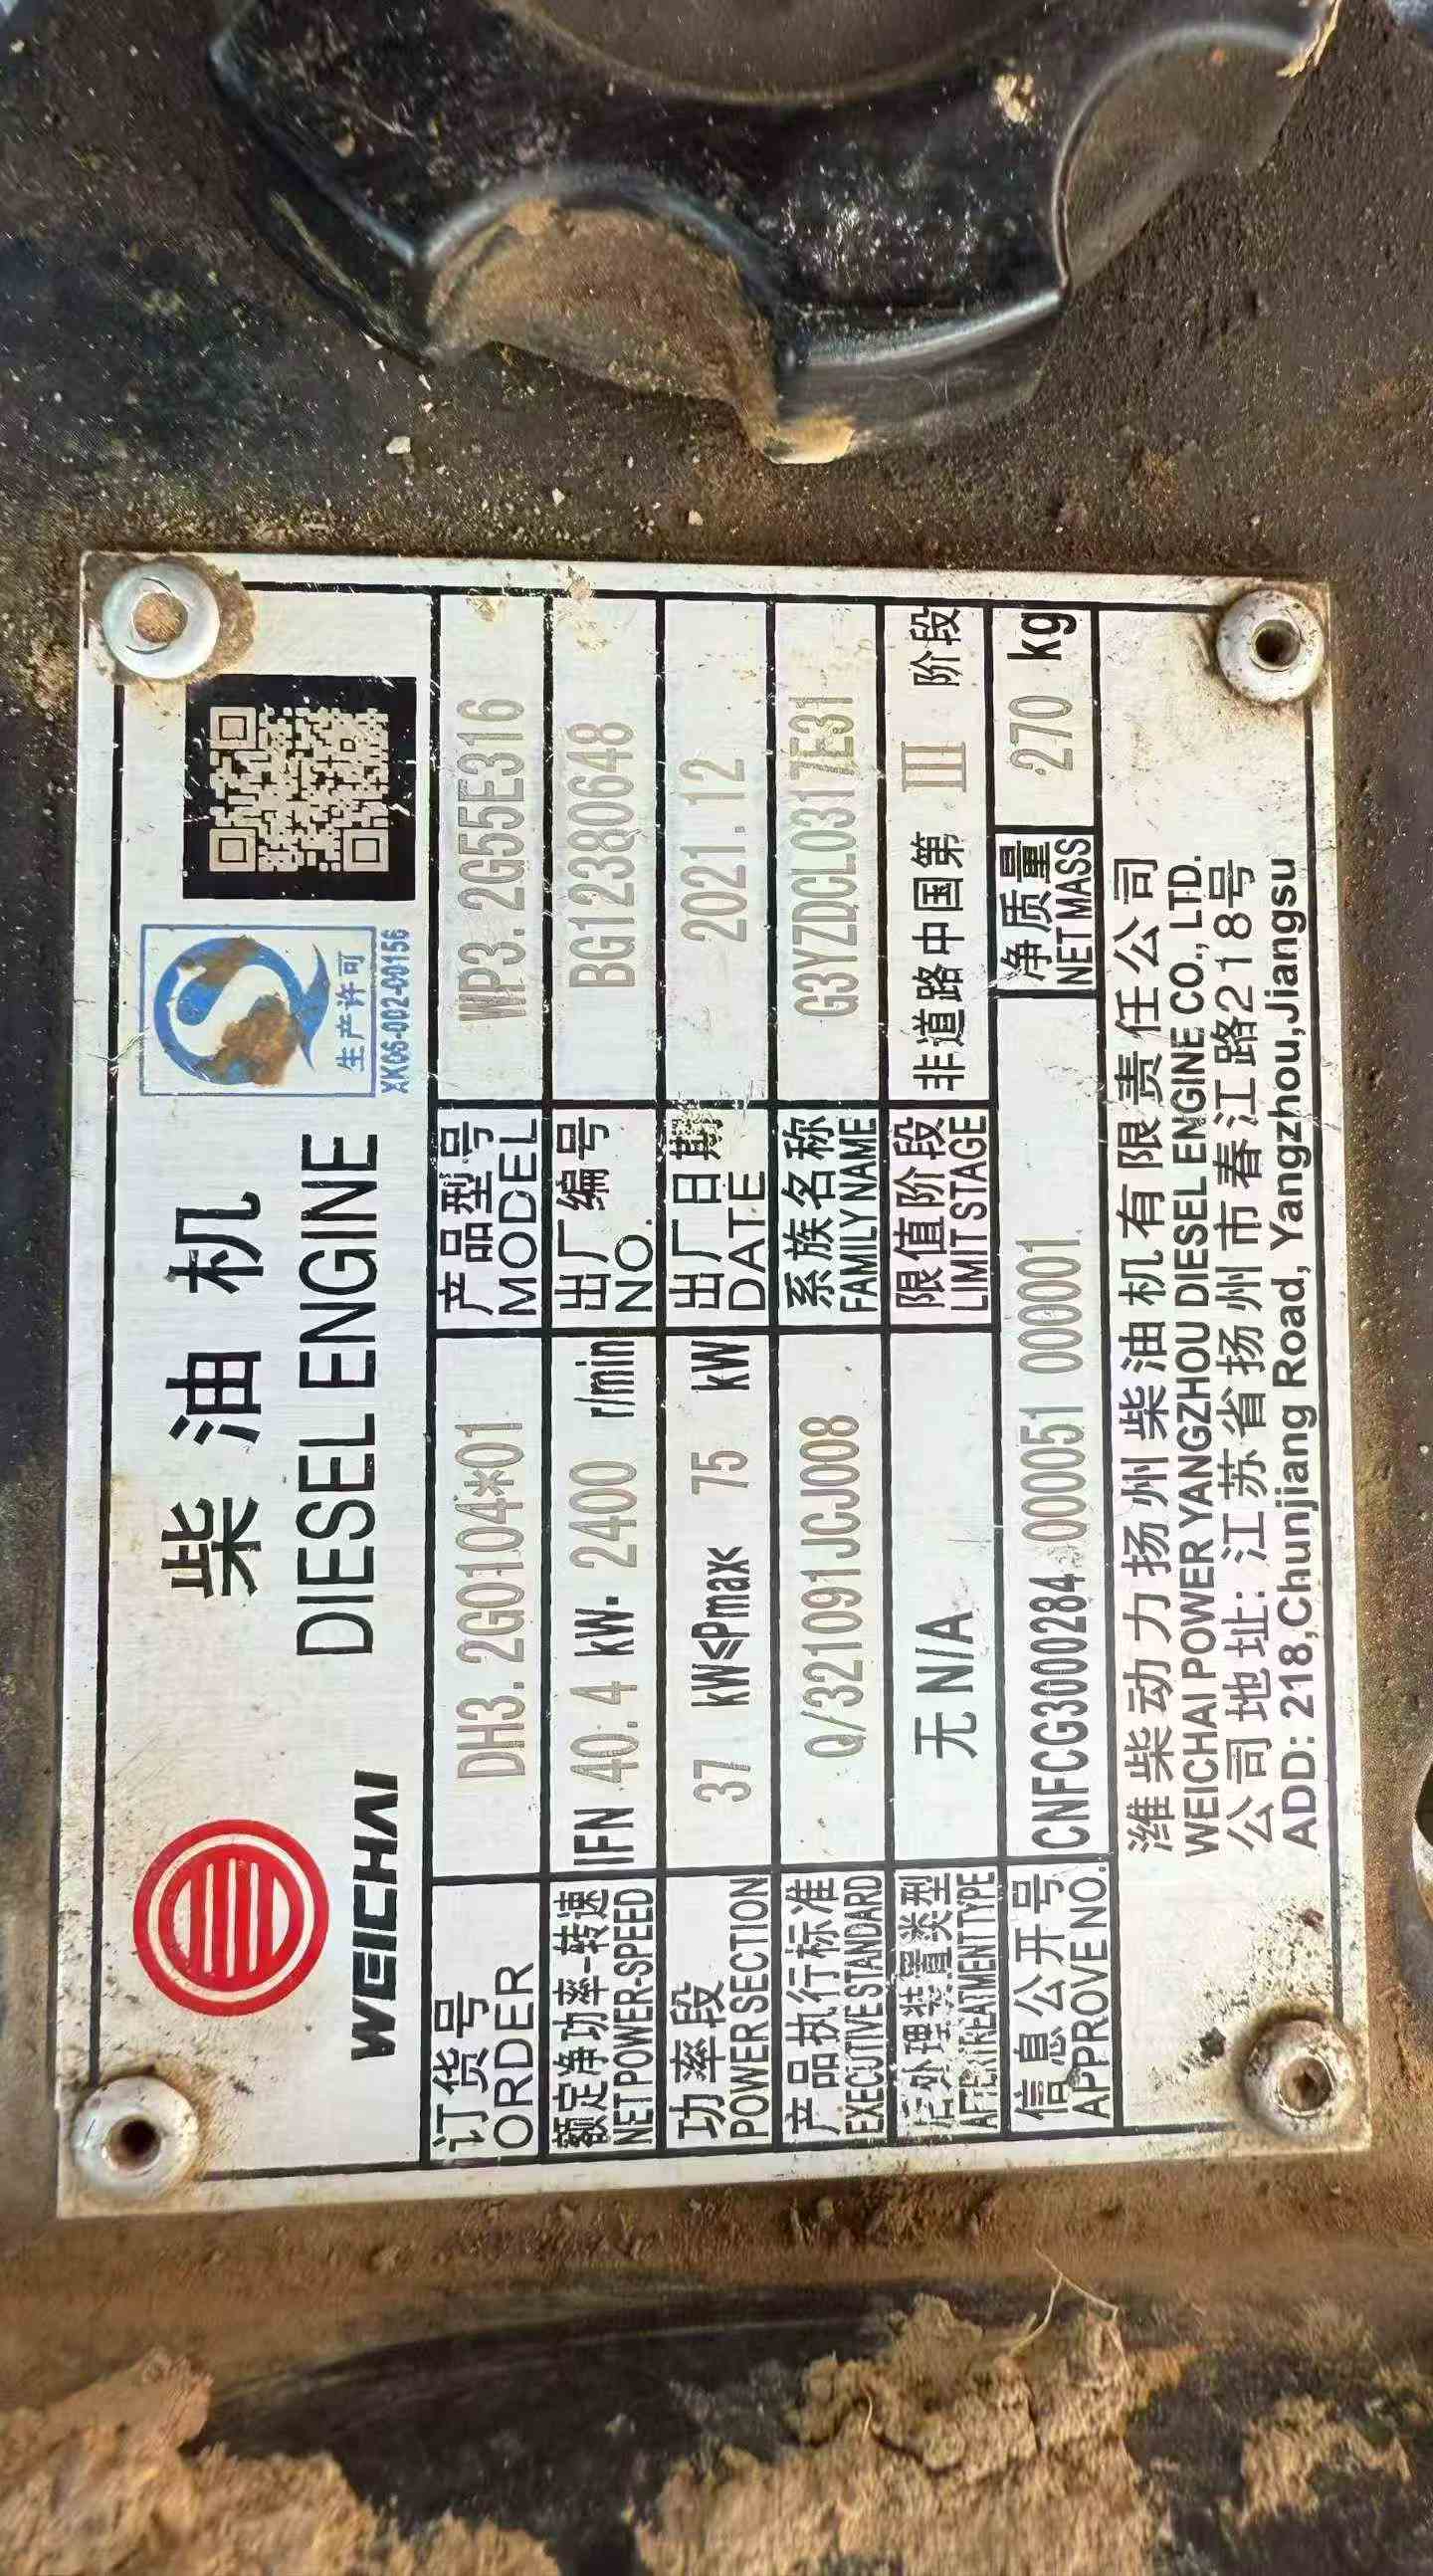 WEICHAI
柴油机
DIESEL ENGINE
生产许可
XK06-002-00156
订货号 DH3.2G0104*01 产品型号 WP3.2G55E316
ORDER MODEL
额定净功率-转速 IFN 40.4 kW- 2400 r/min 出厂编号 BG12380648
NET POWER-SPEED NO.
功率段 37 kW≤Pmax< 75 kW 出厂日期 2021.12
POWER SECTION DATE
产品执行标准 Q/321091JCJ008 系族名称 G3YZDCL0317E31
EXECUTIVE STANDARD FAMILY NAME
后处理装置类型 无 N/A 限值阶段 非道路中国第 III 阶段
AFTERTREATMENT TYPE LIMIT STAGE
信息公开号 CNFCG3000284 000051 000001 净质量 270 kg
APPROVE NO. NET MASS
潍柴动力扬州柴油机有限责任公司
WEICHAI POWER YANGZHOU DIESEL ENGINE CO., LTD.
公司地址: 江苏省扬州市春江路218号
ADD: 218,Chunjiang Road, Yangzhou,Jiangsu